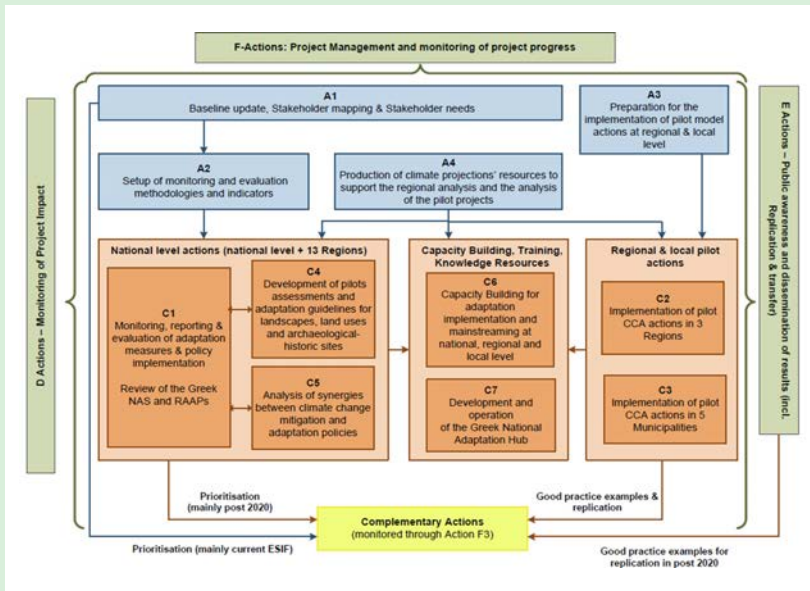 F-Actions: Project Management and monitoring of project progress
D Actions – Monitoring of Project Impact
E Actions – Public awareness and dissemination of results (incl.
Replication & transfer)
A1
Baseline update, Stakeholder mapping & Stakeholder needs
A3
Preparation for the
implementation of pilot model
actions at regional & local
level
A2
Setup of monitoring and evaluation
methodologies and indicators
A4
Production of climate projections' resources to
support the regional analysis and the analysis
of the pilot projects
National level actions (national level + 13 Regions)
C1
Monitoring, reporting &
evaluation of adaptation
measures & policy
implementation
Review of the Greek
NAS and RAAPs
C4
Development of pilots
assessments and
adaptation guidelines for
landscapes, land uses
and archaeological-
historic sites
C5
Analysis of synergies
between climate change
mitigation and
adaptation policies
Capacity Building, Training,
Knowledge Resources
C6
Capacity Building for
adaptation
implementation and
mainstreaming at
national, regional and
local level
C7
Development and
operation
of the Greek National
Adaptation Hub
Regional & local pilot
actions
C2
Implementation of pilot
CCA actions in 3
Regions
C3
Implementation of pilot
CCA actions in 5
Municipalities
Prioritisation
(mainly post 2020)
Good practice examples &
replication
Complementary Actions
(monitored through Action F3)
Prioritisation (mainly current ESIF)
Good practice examples for
replication in post 2020